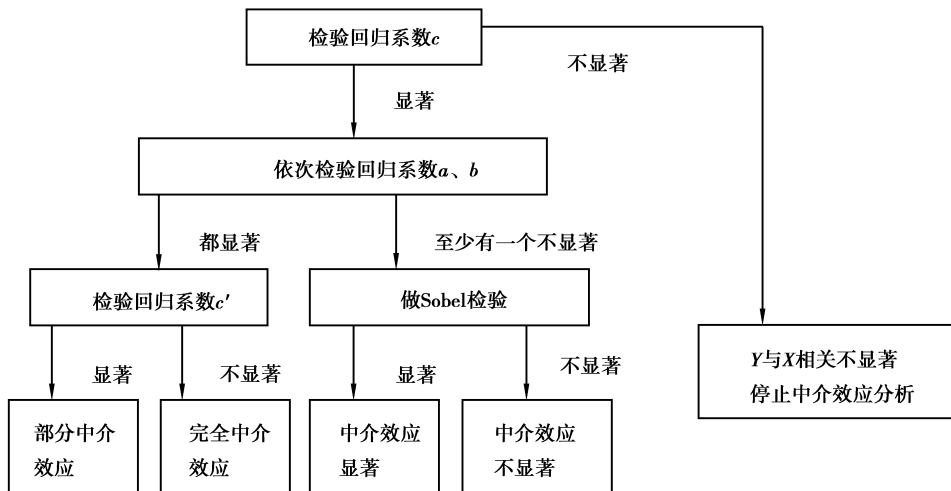 检验回归系数c
不显著
显著
依次检验回归系数a、b
都显著
至少有一个不显著
检验回归系数c′
做Sobel检验
Y与X相关不显著
停止中介效应分析
显著
不显著
显著
不显著
部分中介
效应
完全中介
效应
中介效应
显著
中介效应
不显著